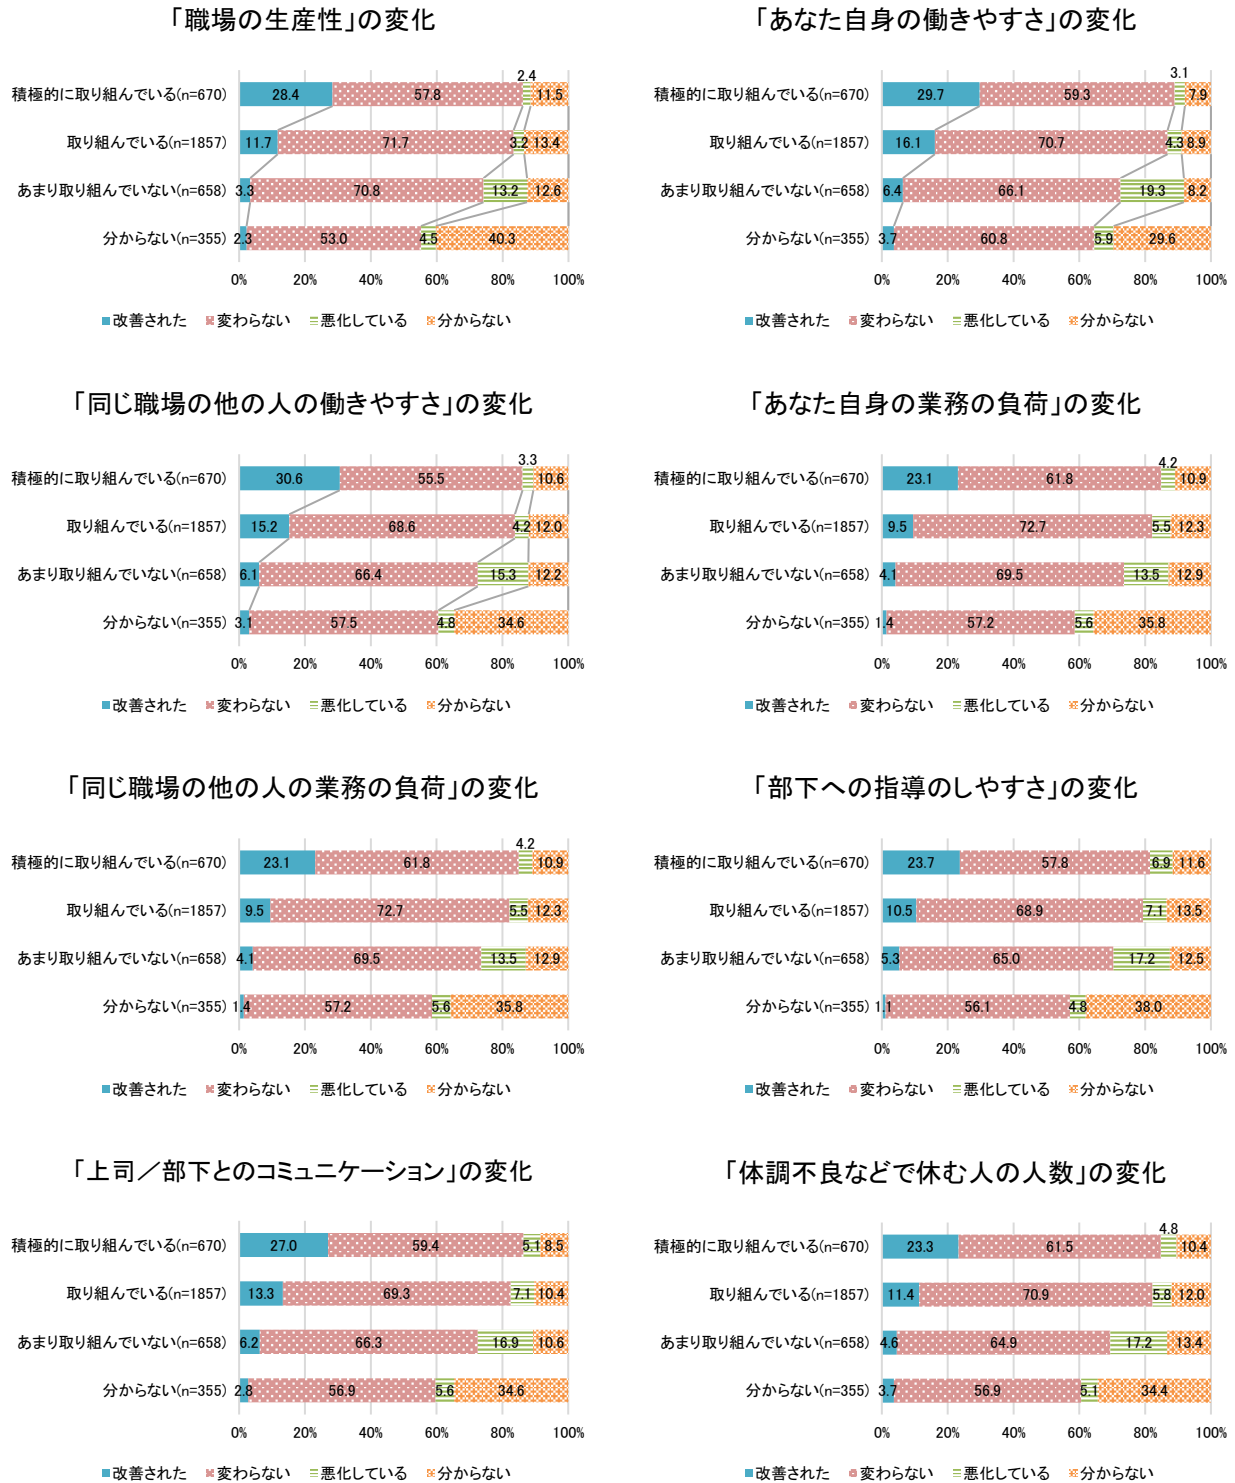 「職場の生産性」の変化
2.4
積極的に取り組んでいる(n=670) 28.4 57.8 11.5
取り組んでいる(n=1857) 11.7 71.7 3.2 13.4
あまり取り組んでいない(n=658) 3.3 70.8 13.2 12.6
分からない(n=355) 2.3 53.0 4.5 40.3
0% 20% 40% 60% 80% 100%
改善された 変わらない 悪化している 分からない
「あなた自身の働きやすさ」の変化
3.1
積極的に取り組んでいる(n=670) 29.7 59.3 7.9
取り組んでいる(n=1857) 16.1 70.7 4.3 8.9
あまり取り組んでいない(n=658) 6.4 66.1 19.3 8.2
分からない(n=355) 3.7 60.8 5.9 29.6
0% 20% 40% 60% 80% 100%
改善された 変わらない 悪化している 分からない
「同じ職場の他の人の働きやすさ」の変化
3.3
積極的に取り組んでいる(n=670) 30.6 55.5 10.6
取り組んでいる(n=1857) 15.2 68.6 4.2 12.0
あまり取り組んでいない(n=658) 6.1 66.4 15.3 12.2
分からない(n=355) 3.1 57.5 4.8 34.6
0% 20% 40% 60% 80% 100%
改善された 変わらない 悪化している 分からない
「あなた自身の業務の負荷」の変化
4.2
積極的に取り組んでいる(n=670) 23.1 61.8 10.9
取り組んでいる(n=1857) 9.5 72.7 5.5 12.3
あまり取り組んでいない(n=658) 4.1 69.5 13.5 12.9
分からない(n=355) 1.4 57.2 5.6 35.8
0% 20% 40% 60% 80% 100%
改善された 変わらない 悪化している 分からない
「同じ職場の他の人の業務の負荷」の変化
4.2
積極的に取り組んでいる(n=670) 23.1 61.8 10.9
取り組んでいる(n=1857) 9.5 72.7 5.5 12.3
あまり取り組んでいない(n=658) 4.1 69.5 13.5 12.9
分からない(n=355) 1.4 57.2 5.6 35.8
0% 20% 40% 60% 80% 100%
改善された 変わらない 悪化している 分からない
「部下への指導のしやすさ」の変化
積極的に取り組んでいる(n=670) 23.7 57.8 6.9 11.6
取り組んでいる(n=1857) 10.5 68.9 7.1 13.5
あまり取り組んでいない(n=658) 5.3 65.0 17.2 12.5
分からない(n=355) 1.1 56.1 4.8 38.0
0% 20% 40% 60% 80% 100%
改善された 変わらない 悪化している 分からない
「上司／部下とのコミュニケーション」の変化
積極的に取り組んでいる(n=670) 27.0 59.4 5.1 8.5
取り組んでいる(n=1857) 13.3 69.3 7.1 10.4
あまり取り組んでいない(n=658) 6.2 66.3 16.9 10.6
分からない(n=355) 2.8 56.9 5.6 34.6
0% 20% 40% 60% 80% 100%
改善された 変わらない 悪化している 分からない
「体調不良などで休む人の人数」の変化
4.8
積極的に取り組んでいる(n=670) 23.3 61.5 10.4
取り組んでいる(n=1857) 11.4 70.9 5.8 12.0
あまり取り組んでいない(n=658) 4.6 64.9 17.2 13.4
分からない(n=355) 3.7 56.9 5.1 34.4
0% 20% 40% 60% 80% 100%
改善された 変わらない 悪化している 分からない